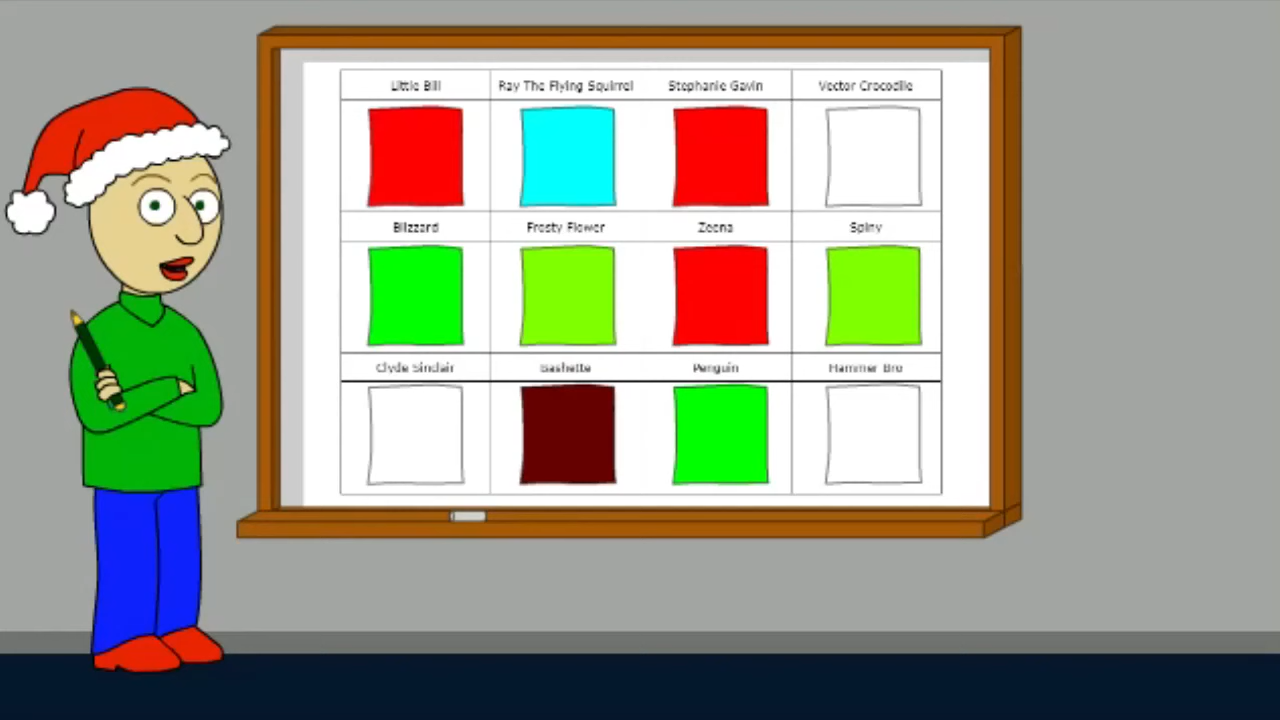 Little Bill Ray The Flying Squirrel Stephanie Gavin Vector Crocodile
Blizzard Frosty Flower Zeena Spiny
Clyde Sinclair Bashette Penguin Hammer Bro